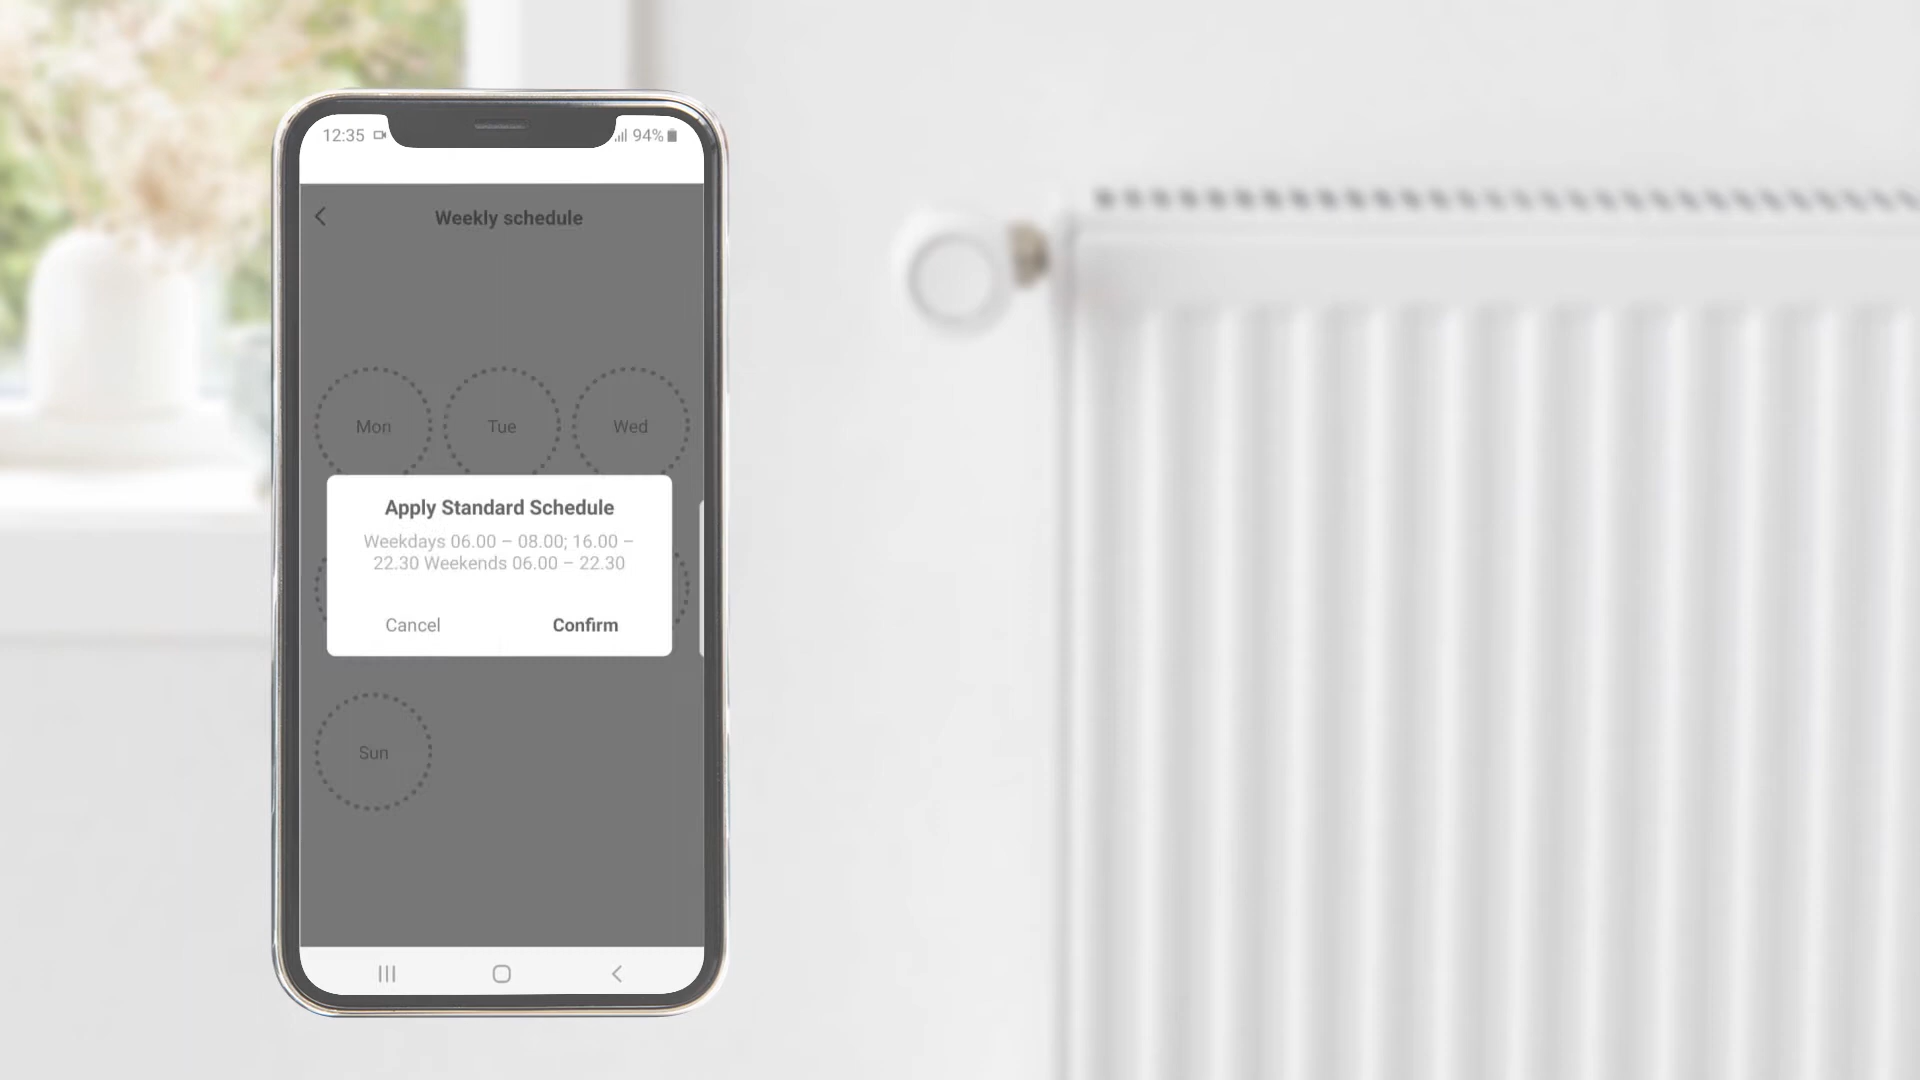 12:35 94%
Weekly schedule
Mon Tue Wed
Apply Standard Schedule
Weekdays 06.00 – 08.00; 16.00 –
22.30 Weekends 06.00 – 22.30
Cancel Confirm
Sun